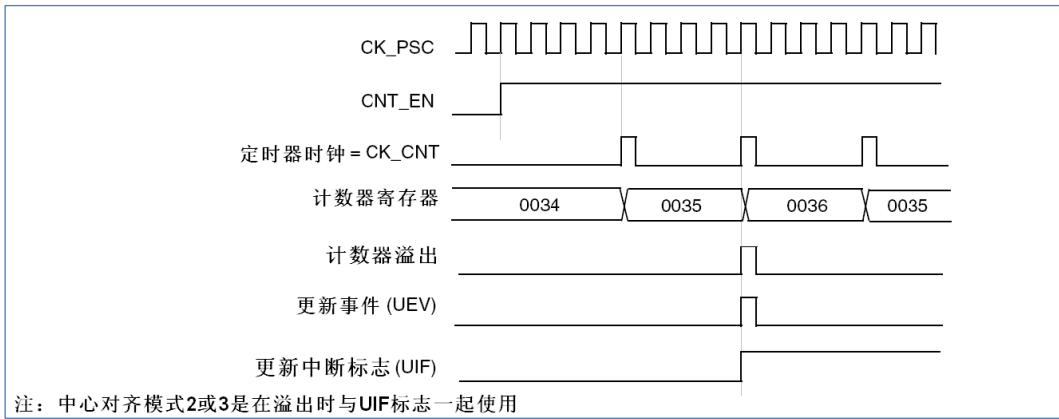 CK_PSC
CNT_EN
定时器时钟 = CK_CNT
计数器寄存器 0034 0035 0036 0035
计数器溢出
更新事件 (UEV)
更新中断标志 (UIF)
注：中心对齐模式2或3是在溢出时与UIF标志一起使用